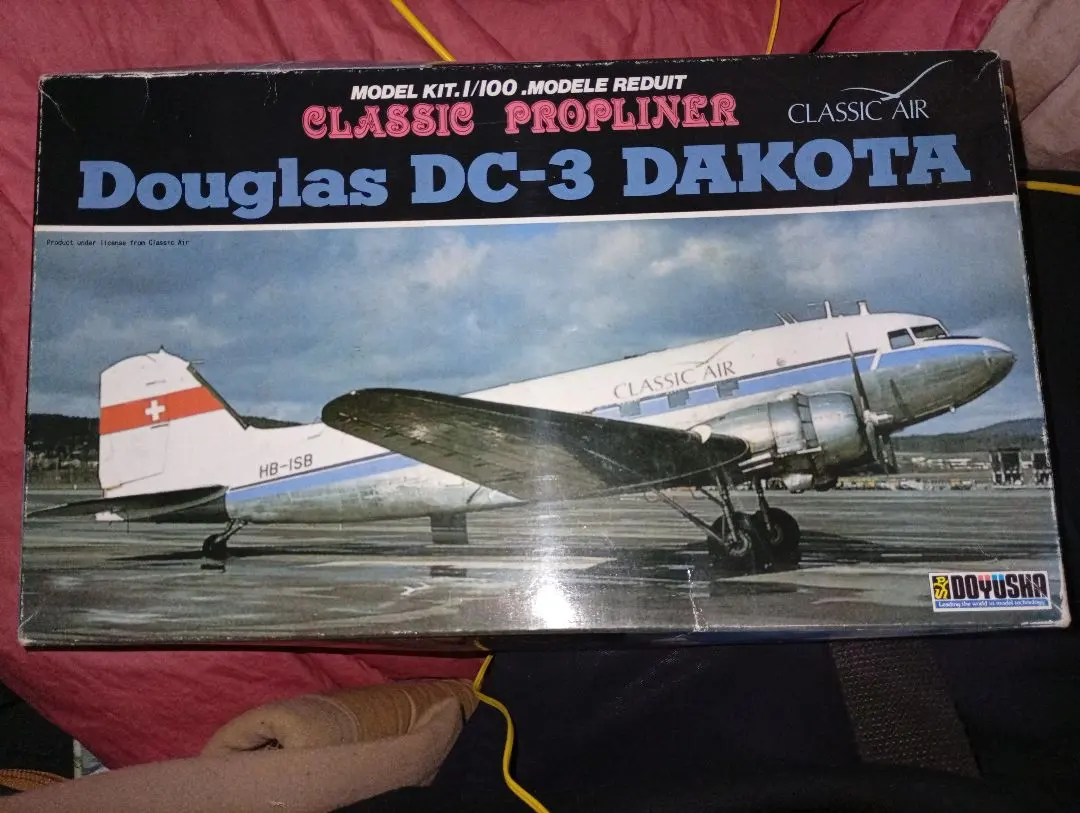 MODEL KIT.1/100.MODELE REDUIT
CLASSIC PROPLINER
CLASSIC AIR
Douglas DC-3 DAKOTA
Product under license from Classic Air
CLASSIC AIR
HB-ISB
DOYUSHA
Leading the world in model technology